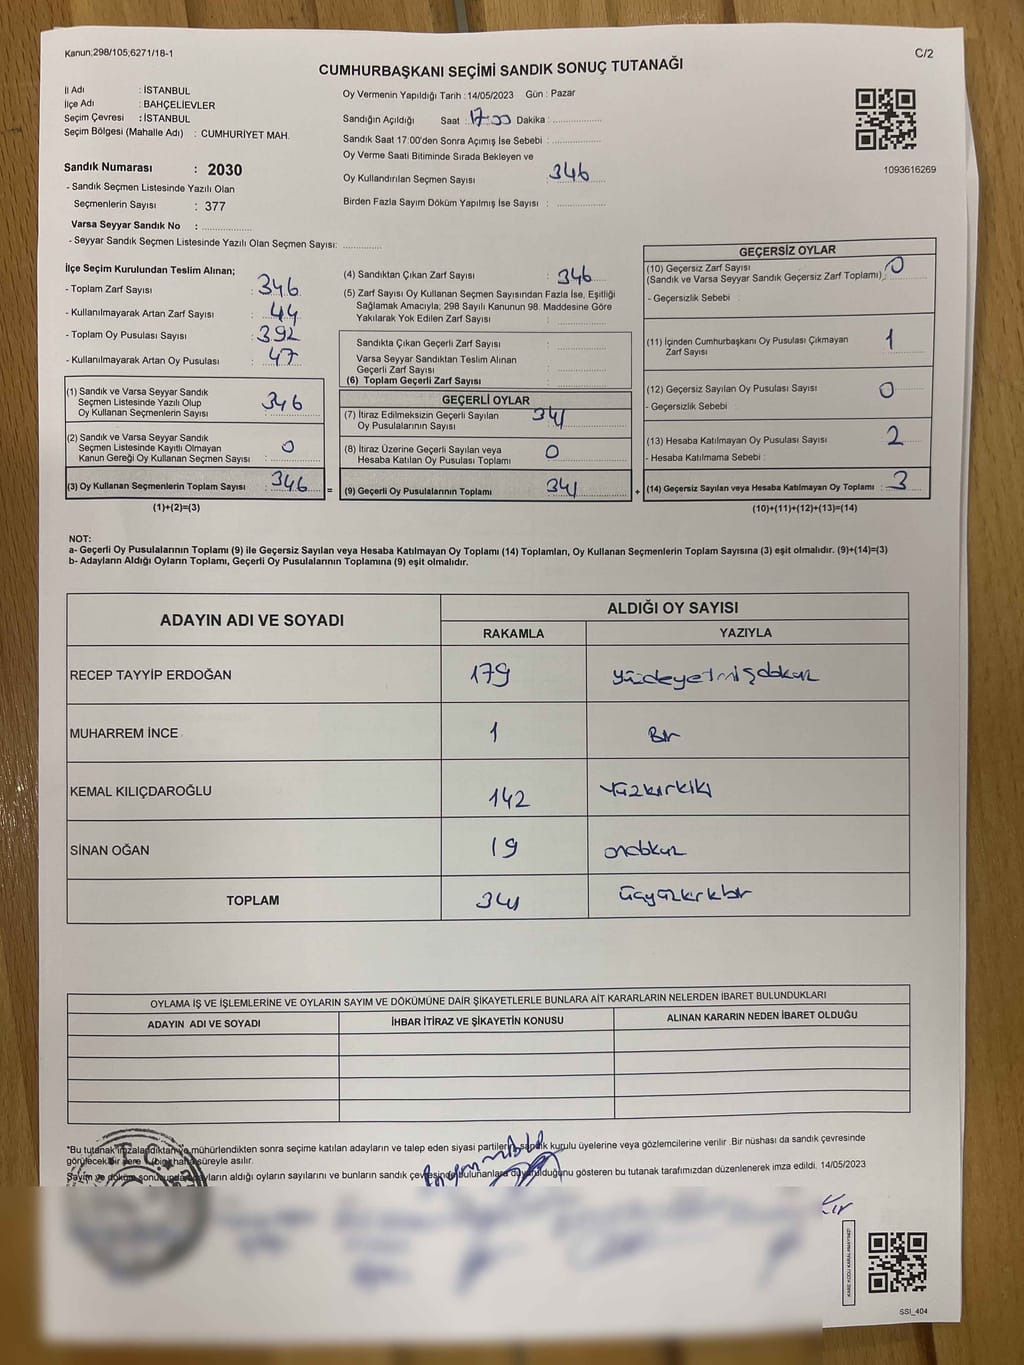 Kanun;298/105;6271/18-1
C/2
CUMHURBAŞKANI SEÇİMİ SANDIK SONUÇ TUTANAĞI
İl Adı : İSTANBUL
İlçe Adı : BAHÇELİEVLER
Seçim Çevresi : İSTANBUL
Seçim Bölgesi (Mahalle Adı) : CUMHURİYET MAH.
Sandık Numarası : 2030
- Sandık Seçmen Listesinde Yazılı Olan
Seçmenlerin Sayısı : 377
Varsa Seyyar Sandık No : ....................
- Seyyar Sandık Seçmen Listesinde Yazılı Olan Seçmen Sayısı: ...............
Oy Vermenin Yapıldığı Tarih : 14/05/2023 Gün : Pazar
Sandığın Açıldığı Saat : 17:00 Dakika : ....................
Sandık Saat 17:00'den Sonra Açımış İse Sebebi : ....................
Oy Verme Saati Bitiminde Sırada Bekleyen ve
Oy Kullandırılan Seçmen Sayısı : 346
Birden Fazla Sayım Döküm Yapılmış İse Sayısı : ....................
1093616269
İlçe Seçim Kurulundan Teslim Alınan;
- Toplam Zarf Sayısı : 346
- Kullanılmayarak Artan Zarf Sayısı : 44
- Toplam Oy Pusulası Sayısı : 392
- Kullanılmayarak Artan Oy Pusulası : 47
(1) Sandık ve Varsa Seyyar Sandık
Seçmen Listesinde Yazılı Olup
Oy Kullanan Seçmenlerin Sayısı : 346
(2) Sandık ve Varsa Seyyar Sandık
Seçmen Listesinde Kayıtlı Olmayan
Kanun Gereği Oy Kullanan Seçmen Sayısı : 0
(3) Oy Kullanan Seçmenlerin Toplam Sayısı : 346
(1)+(2)=(3)
=
(4) Sandıktan Çıkan Zarf Sayısı : 346
(5) Zarf Sayısı Oy Kullanan Seçmen Sayısından Fazla İse, Eşitliği
Sağlamak Amacıyla; 298 Sayılı Kanunun 98. Maddesine Göre
Yakılarak Yok Edilen Zarf Sayısı : ....................
Sandıkta Çıkan Geçerli Zarf Sayısı : ....................
Varsa Seyyar Sandıktan Teslim Alınan
Geçerli Zarf Sayısı : ....................
(6) Toplam Geçerli Zarf Sayısı : ....................
GEÇERLİ OYLAR
(7) İtiraz Edilmeksizin Geçerli Sayılan
Oy Pusulalarının Sayısı : 341
(8) İtiraz Üzerine Geçerli Sayılan veya
Hesaba Katılan Oy Pusulası Toplamı : 0
(9) Geçerli Oy Pusulalarının Toplamı : 341
+
GEÇERSİZ OYLAR
(10) Geçersiz Zarf Sayısı : 0
(Sandık ve Varsa Seyyar Sandık Geçersiz Zarf Toplamı)
- Geçersizlik Sebebi :
(11) İçinden Cumhurbaşkanı Oy Pusulası Çıkmayan
Zarf Sayısı : 1
(12) Geçersiz Sayılan Oy Pusulası Sayısı : 0
- Geçersizlik Sebebi :
(13) Hesaba Katılmayan Oy Pusulası Sayısı : 2
- Hesaba Katılmama Sebebi :
(14) Geçersiz Sayılan veya Hesaba Katılmayan Oy Toplamı : 3
(10)+(11)+(12)+(13)=(14)
NOT:
a- Geçerli Oy Pusulalarının Toplamı (9) ile Geçersiz Sayılan veya Hesaba Katılmayan Oy Toplamı (14) Toplamları, Oy Kullanan Seçmenlerin Toplam Sayısına (3) eşit olmalıdır. (9)+(14)=(3)
b- Adayların Aldığı Oyların Toplamı, Geçerli Oy Pusulalarının Toplamına (9) eşit olmalıdır.
ADAYIN ADI VE SOYADI
ALDIĞI OY SAYISI
RAKAMLA YAZIYLA
RECEP TAYYİP ERDOĞAN 179 yüzdeyetmişdokuz
MUHARREM İNCE 1 Bir
KEMAL KILIÇDAROĞLU 142 Yüzkırkiki
SİNAN OĞAN 19 ondokuz
TOPLAM 341 üçyüzkırkbir
OYLAMA İŞ VE İŞLEMLERİNE VE OYLARIN SAYIM VE DÖKÜMÜNE DAİR ŞİKAYETLERLE BUNLARA AİT KARARLARIN NELERDEN İBARET BULUNDUKLARI
ADAYIN ADI VE SOYADI İHBAR İTİRAZ VE ŞİKAYETİN KONUSU ALINAN KARARIN NEDEN İBARET OLDUĞU
*Bu tutanak imzalandıktan ve mühürlendikten sonra seçime katılan adayların ve talep eden siyasi partilerin sandık kurulu üyelerine veya gözlemcilerine verilir .Bir nüshası da sandık çevresinde
görülecek bir yere (bir) hafta süreyle asılır.
Sayım ve döküm sonucunda oyların aldığı oyların sayılarını ve bunların sandık çevresinde bulunanlara duyurulduğunu gösteren bu tutanak tarafımızdan düzenlenerek imza edildi. 14/05/2023
T.C.
SSI_404